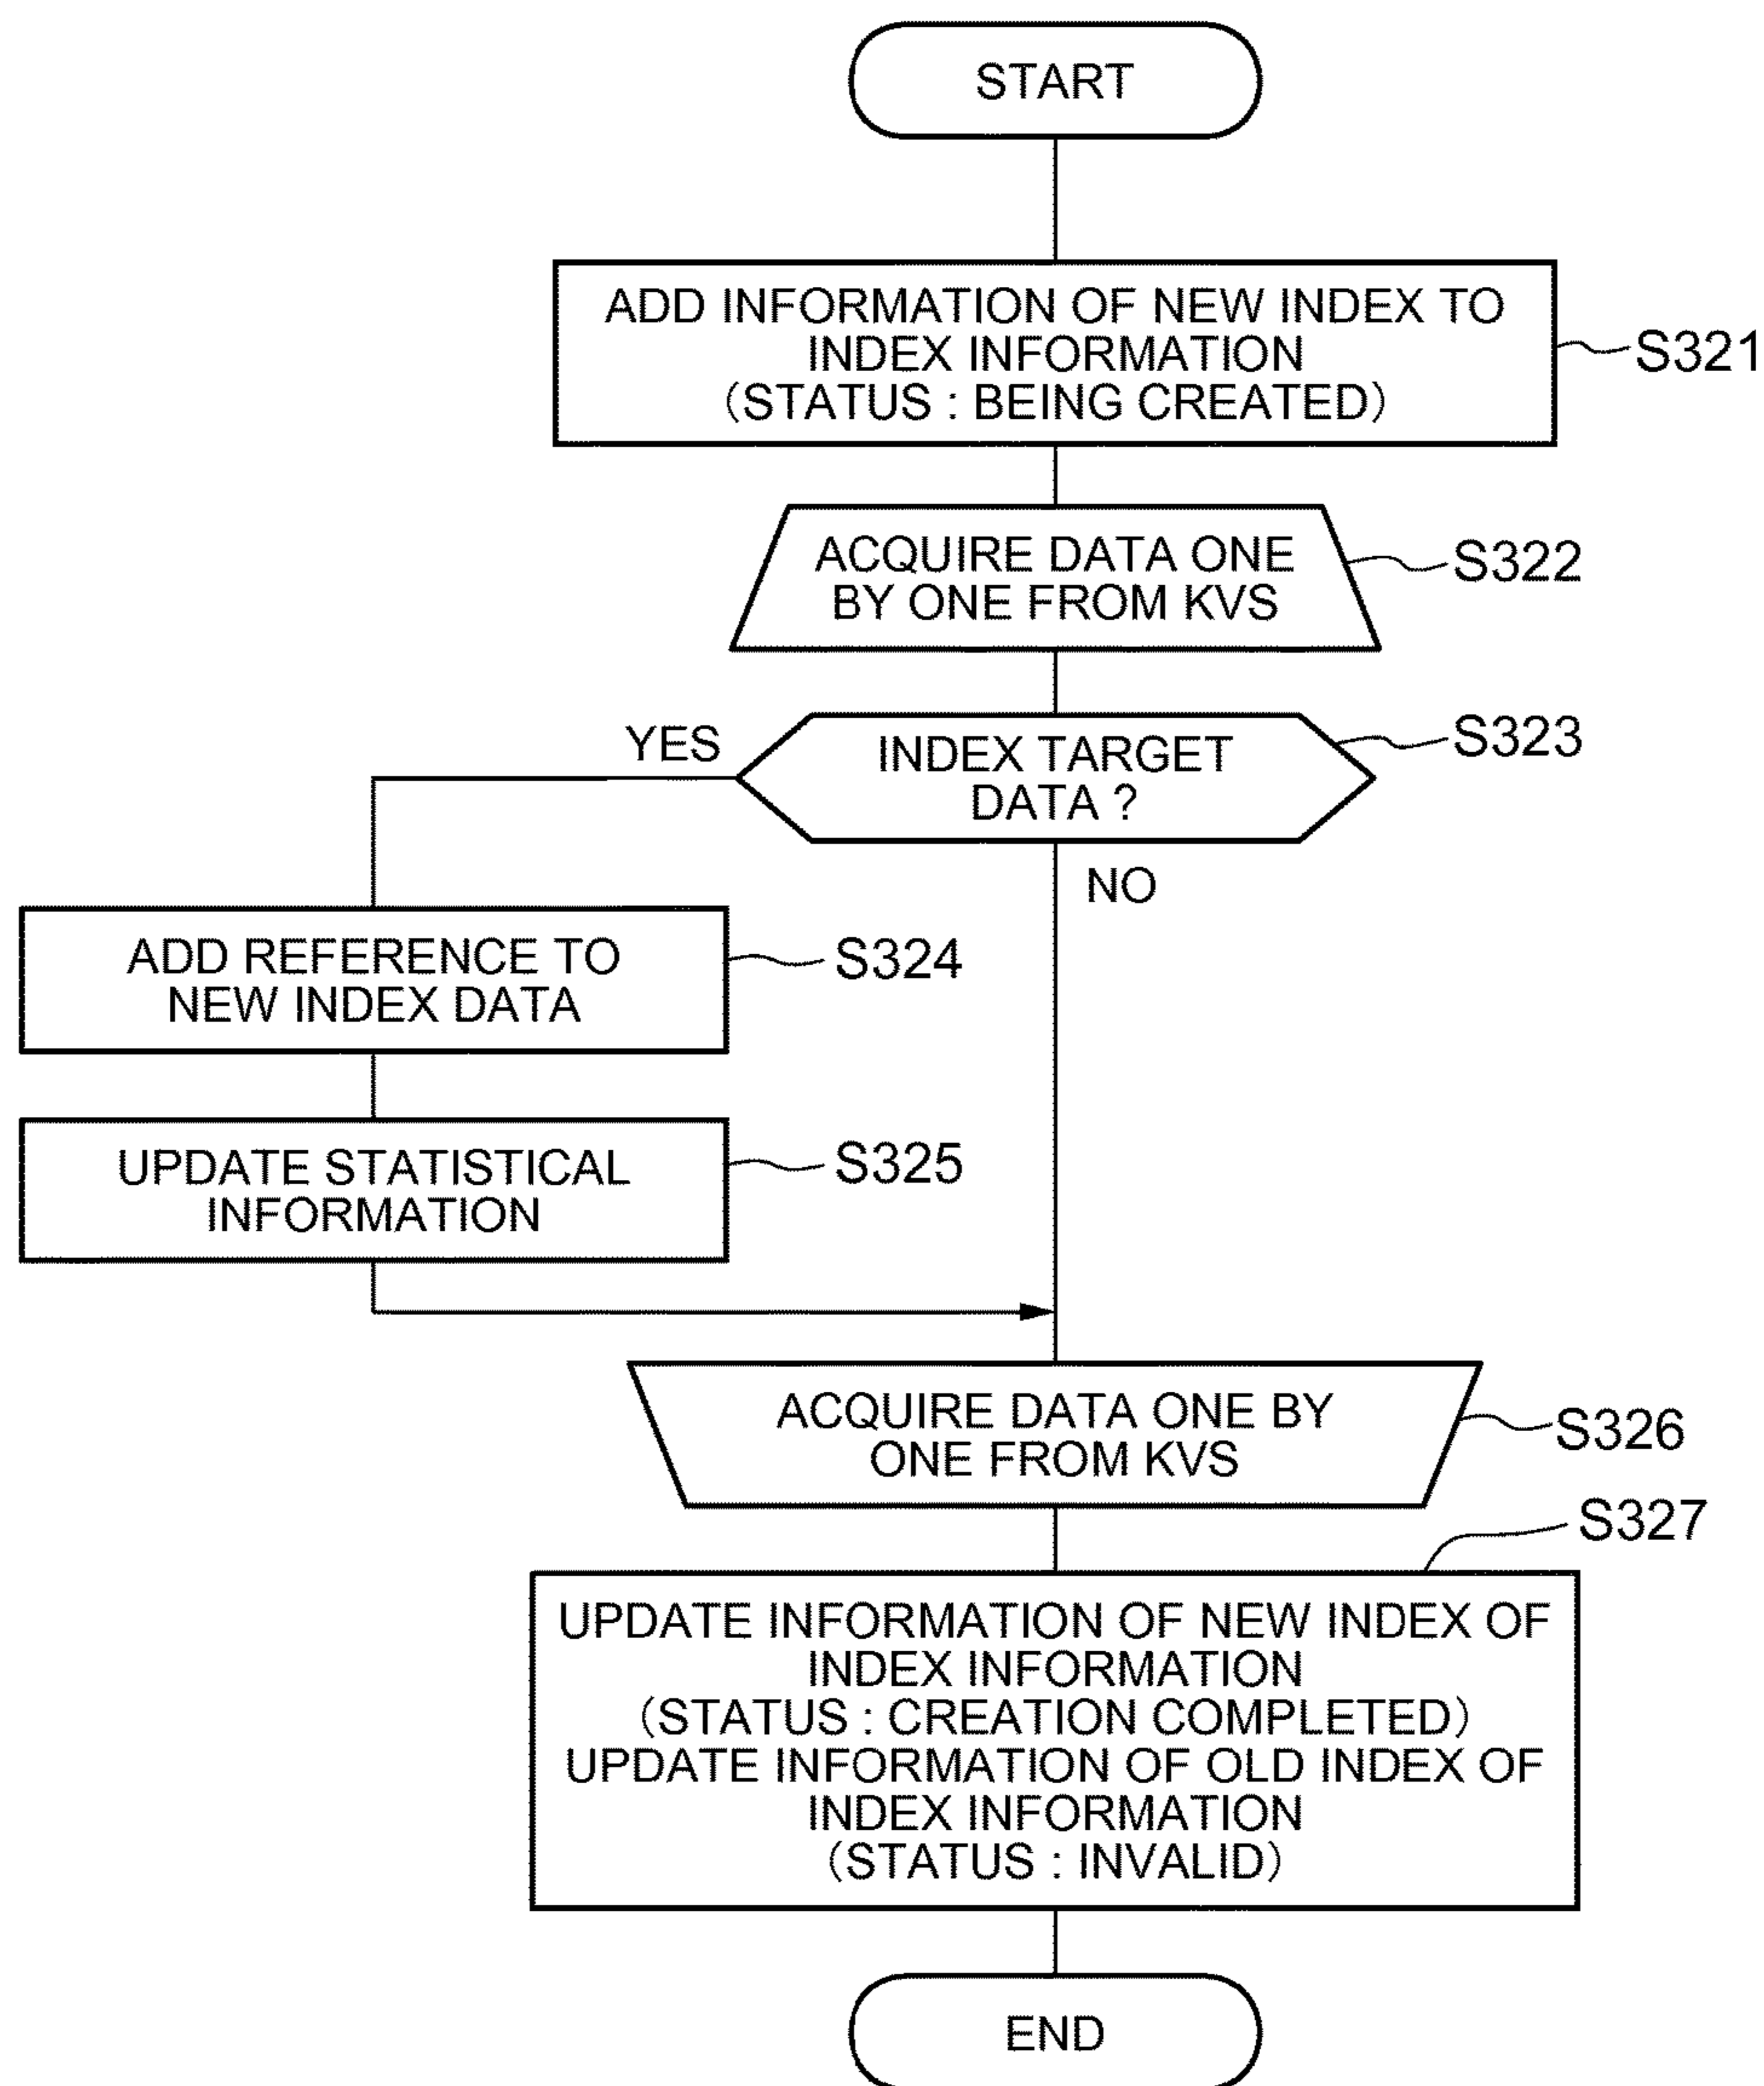 START
ADD INFORMATION OF NEW INDEX TO
INDEX INFORMATION
(STATUS : BEING CREATED)
S321
ACQUIRE DATA ONE
BY ONE FROM KVS
S322
INDEX TARGET
DATA ?
S323
YES
NO
ADD REFERENCE TO
NEW INDEX DATA
S324
UPDATE STATISTICAL
INFORMATION
S325
ACQUIRE DATA ONE BY
ONE FROM KVS
S326
S327
UPDATE INFORMATION OF NEW INDEX OF
INDEX INFORMATION
(STATUS : CREATION COMPLETED)
UPDATE INFORMATION OF OLD INDEX OF
INDEX INFORMATION
(STATUS : INVALID)
END